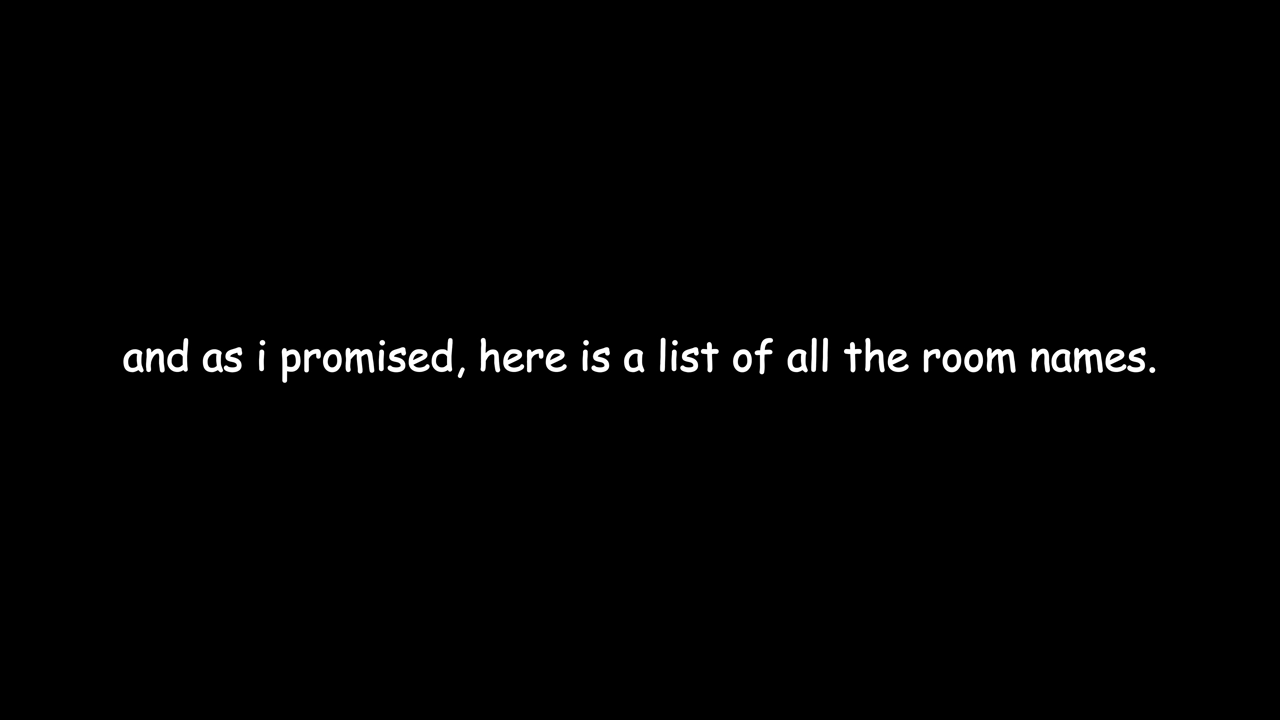 and as i promised, here is a list of all the room names.